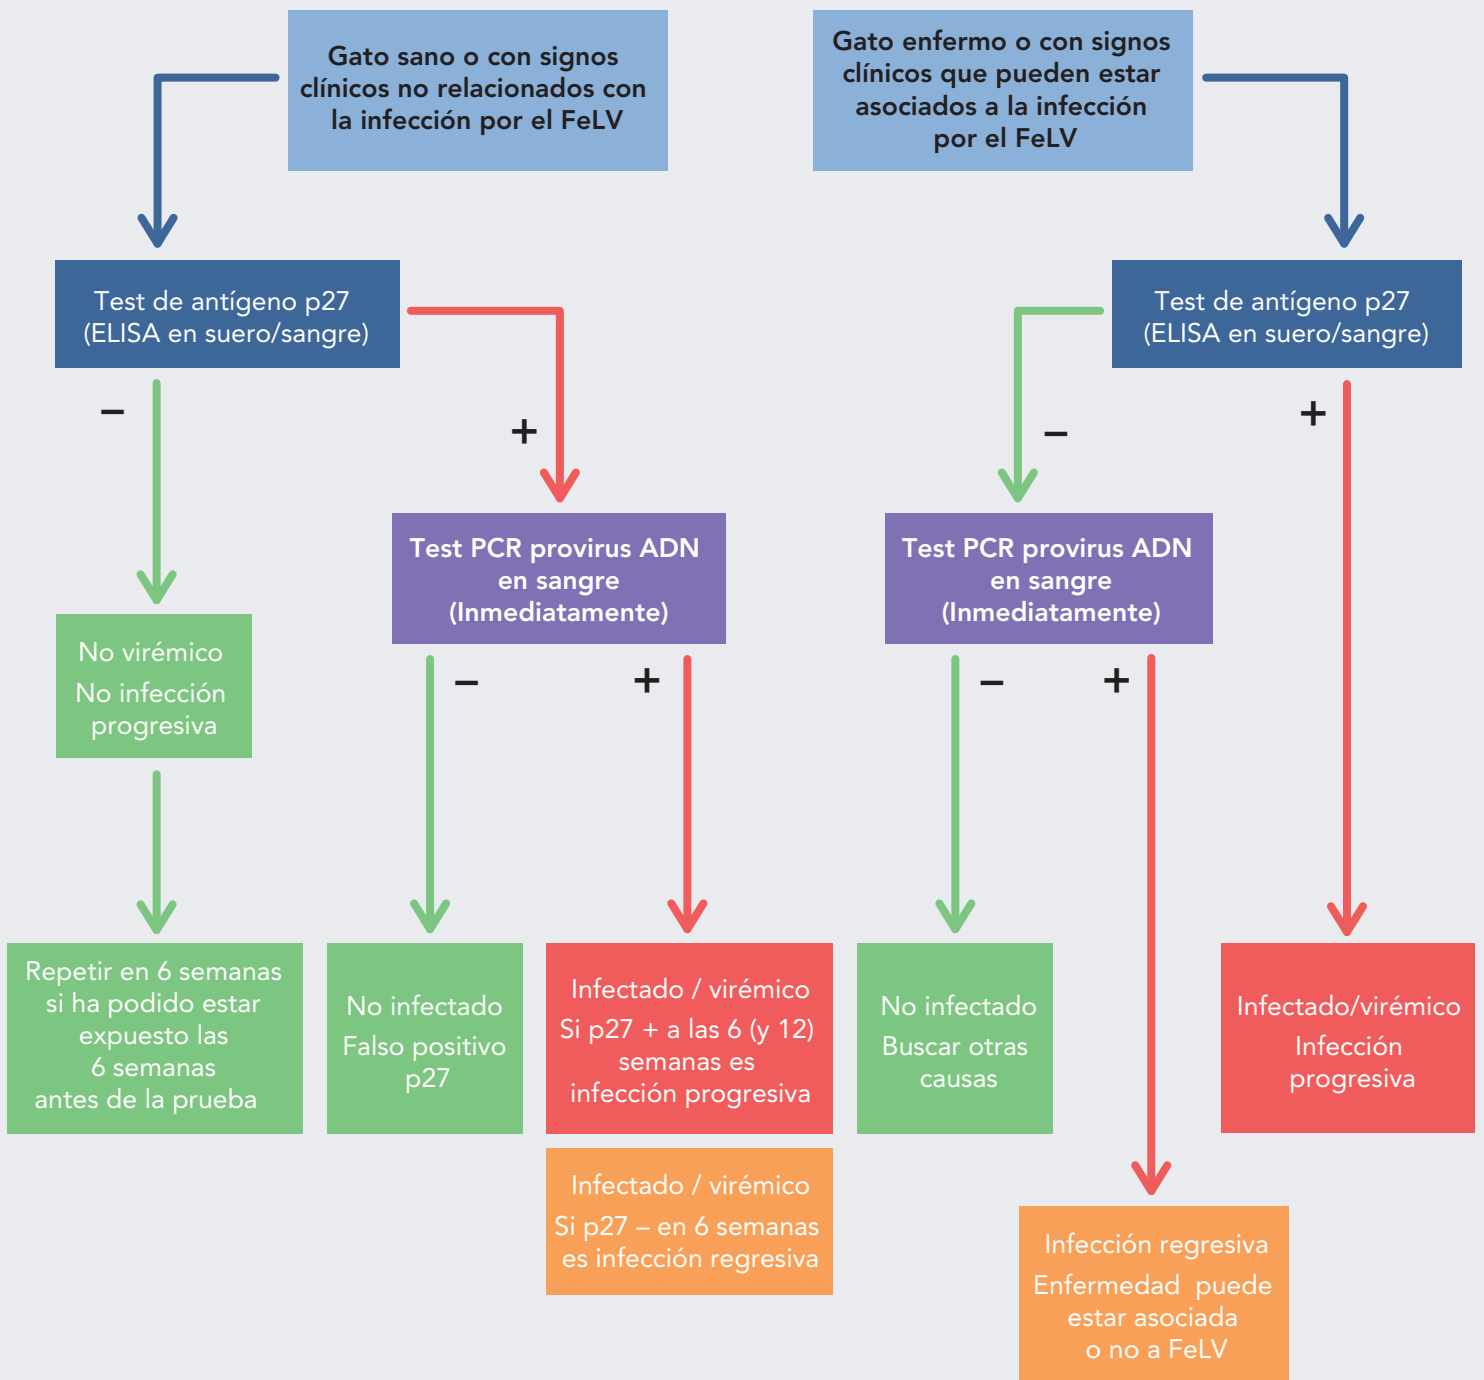 Gato sano o con signos
clínicos no relacionados con
la infección por el FeLV
Gato enfermo o con signos
clínicos que pueden estar
asociados a la infección
por el FeLV
Test de antígeno p27
(ELISA en suero/sangre)
Test de antígeno p27
(ELISA en suero/sangre)
–
+
–
+
Test PCR provirus ADN
en sangre
(Inmediatamente)
Test PCR provirus ADN
en sangre
(Inmediatamente)
No virémico
No infección
progresiva
–
+
–
+
Repetir en 6 semanas
si ha podido estar
expuesto las
6 semanas
antes de la prueba
No infectado
Falso positivo
p27
Infectado / virémico
Si p27 + a las 6 (y 12)
semanas es
infección progresiva
No infectado
Buscar otras
causas
Infectado/virémico
Infección
progresiva
Infectado / virémico
Si p27 – en 6 semanas
es infección regresiva
Infección regresiva
Enfermedad puede
estar asociada
o no a FeLV